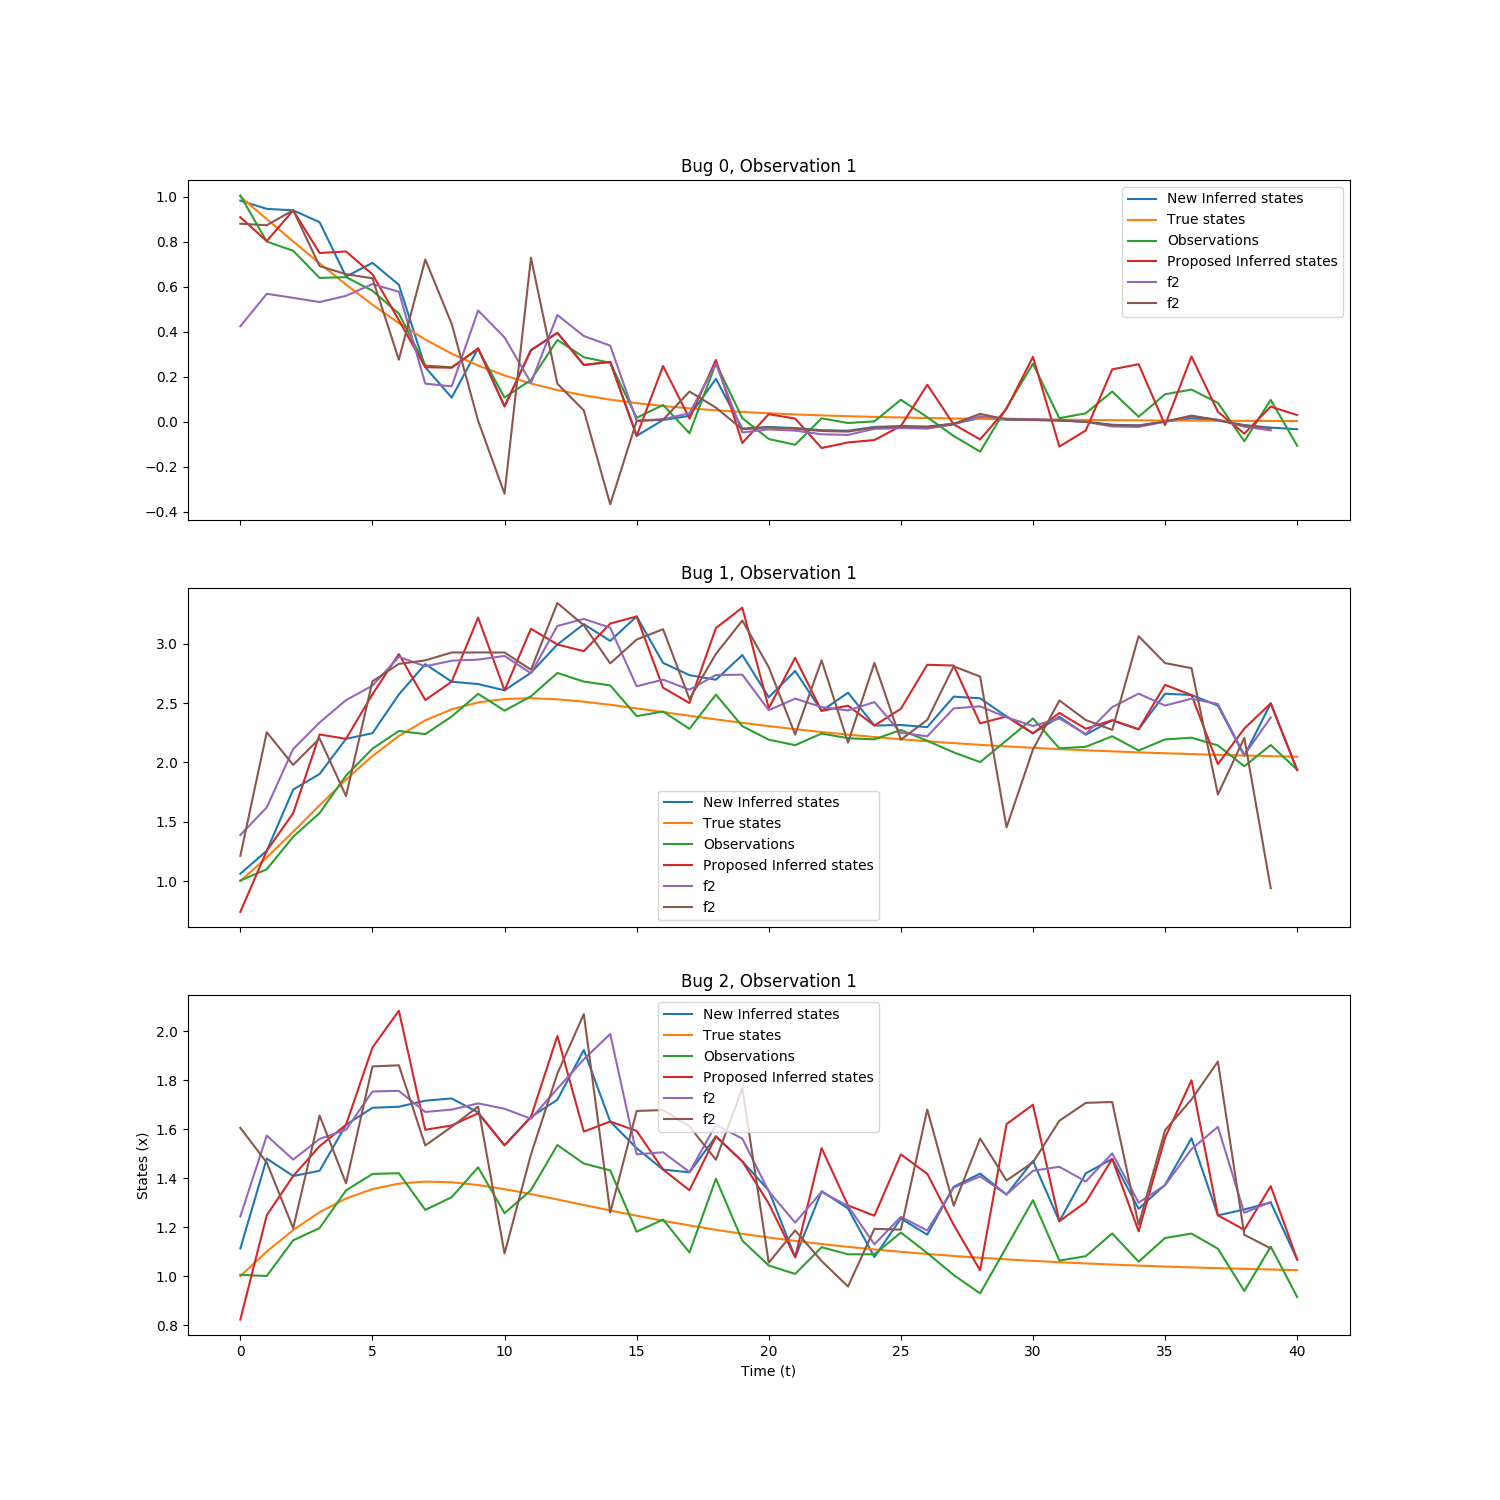 Bug 0, Observation 1
1.0
0.8
0.6
0.4
0.2
0.0
−0.2
−0.4
New Inferred states
True states
Observations
Proposed Inferred states
f2
f2
Bug 1, Observation 1
3.0
2.5
2.0
1.5
1.0
New Inferred states
True states
Observations
Proposed Inferred states
f2
f2
Bug 2, Observation 1
2.0
1.8
1.6
1.4
1.2
1.0
0.8
States (x)
New Inferred states
True states
Observations
Proposed Inferred states
f2
f2
0 5 10 15 20 25 30 35 40
Time (t)